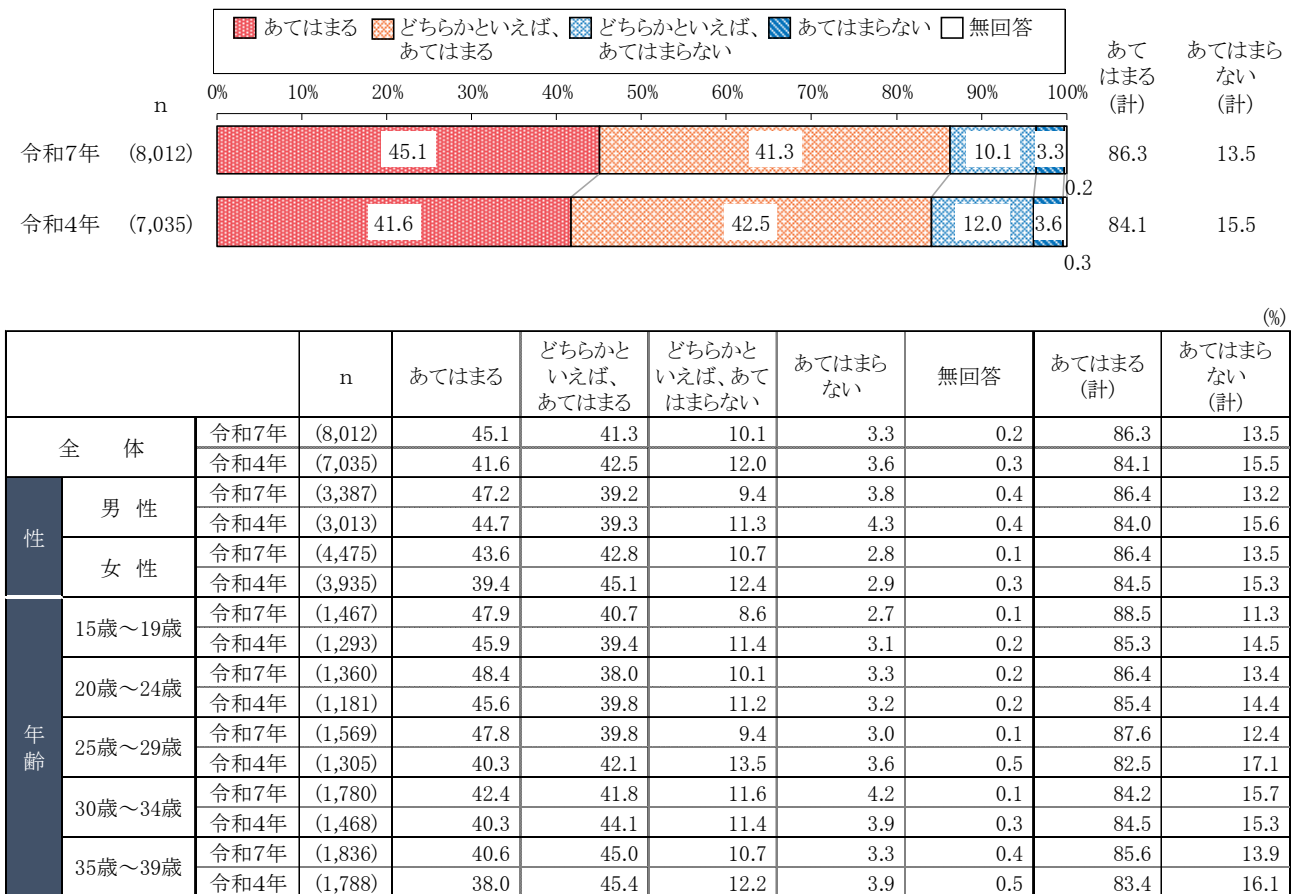 あてはまる どちらかといえば、 どちらかといえば、 あてはまらない 無回答
あてはまる あてはまらない
あて
はまる
(計)
あてはまら
ない
(計)
n 0% 10% 20% 30% 40% 50% 60% 70% 80% 90% 100%
令和7年 (8,012) 45.1 41.3 10.1 3.3 86.3 13.5
0.2
令和4年 (7,035) 41.6 42.5 12.0 3.6 84.1 15.5
0.3
(%)
n あてはまる どちらかと
いえば、
あてはまる どちらかと
いえば、あて
はまらない あてはまら
ない 無回答 あてはまる
(計) あてはまら
ない
(計)
全 体 令和7年 (8,012) 45.1 41.3 10.1 3.3 0.2 86.3 13.5
令和4年 (7,035) 41.6 42.5 12.0 3.6 0.3 84.1 15.5
性 男 性 令和7年 (3,387) 47.2 39.2 9.4 3.8 0.4 86.4 13.2
令和4年 (3,013) 44.7 39.3 11.3 4.3 0.4 84.0 15.6
女 性 令和7年 (4,475) 43.6 42.8 10.7 2.8 0.1 86.4 13.5
令和4年 (3,935) 39.4 45.1 12.4 2.9 0.3 84.5 15.3
年齢 15歳～19歳 令和7年 (1,467) 47.9 40.7 8.6 2.7 0.1 88.5 11.3
令和4年 (1,293) 45.9 39.4 11.4 3.1 0.2 85.3 14.5
20歳～24歳 令和7年 (1,360) 48.4 38.0 10.1 3.3 0.2 86.4 13.4
令和4年 (1,181) 45.6 39.8 11.2 3.2 0.2 85.4 14.4
25歳～29歳 令和7年 (1,569) 47.8 39.8 9.4 3.0 0.1 87.6 12.4
令和4年 (1,305) 40.3 42.1 13.5 3.6 0.5 82.5 17.1
30歳～34歳 令和7年 (1,780) 42.4 41.8 11.6 4.2 0.1 84.2 15.7
令和4年 (1,468) 40.3 44.1 11.4 3.9 0.3 84.5 15.3
35歳～39歳 令和7年 (1,836) 40.6 45.0 10.7 3.3 0.4 85.6 13.9
令和4年 (1,788) 38.0 45.4 12.2 3.9 0.5 83.4 16.1